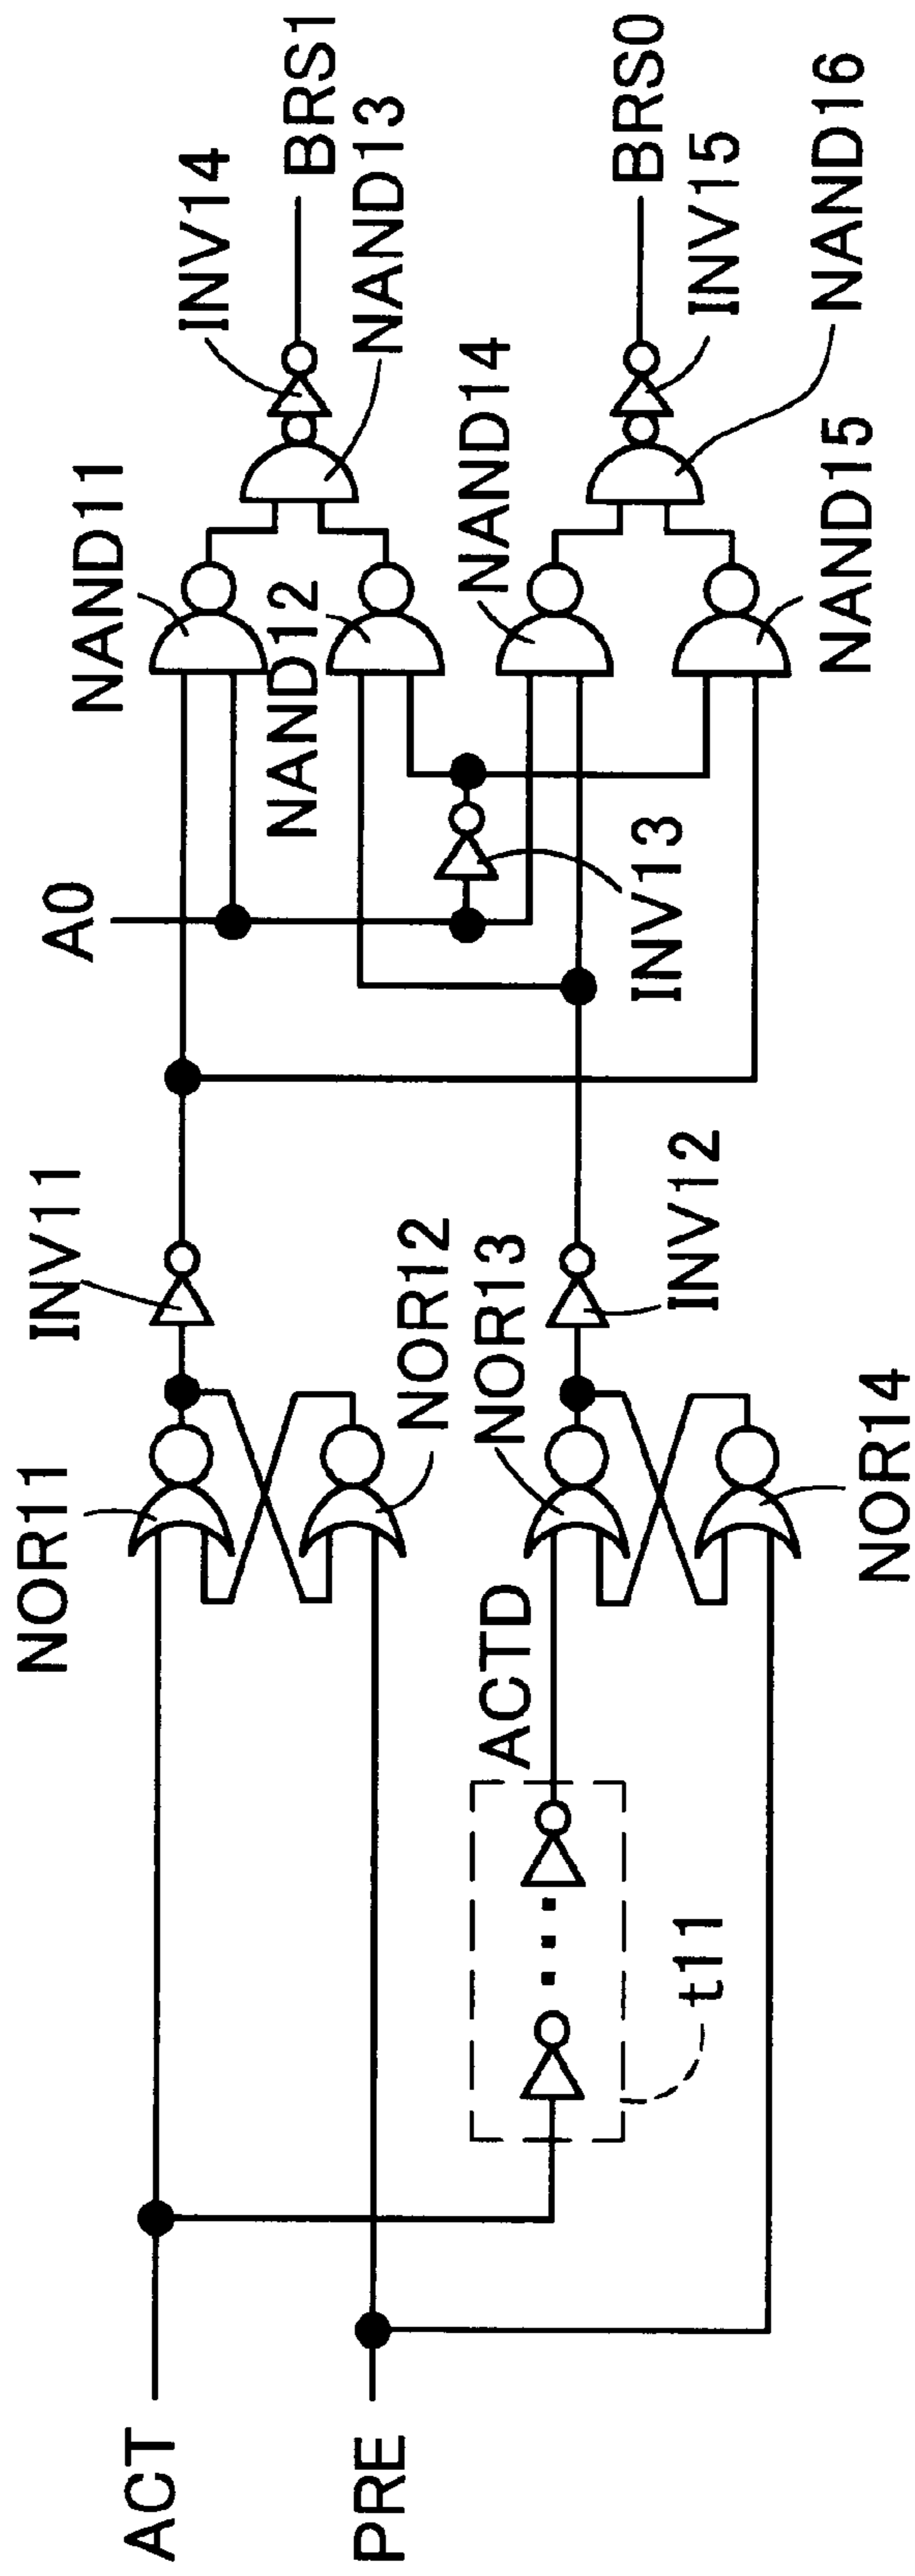 ACT
PRE
NOR11
NOR12
ACTD
NOR13
t11
NOR14
INV11
INV12
A0
INV13
NAND11
NAND12
NAND14
NAND15
INV14
BRS1
NAND13
BRS0
INV15
NAND16